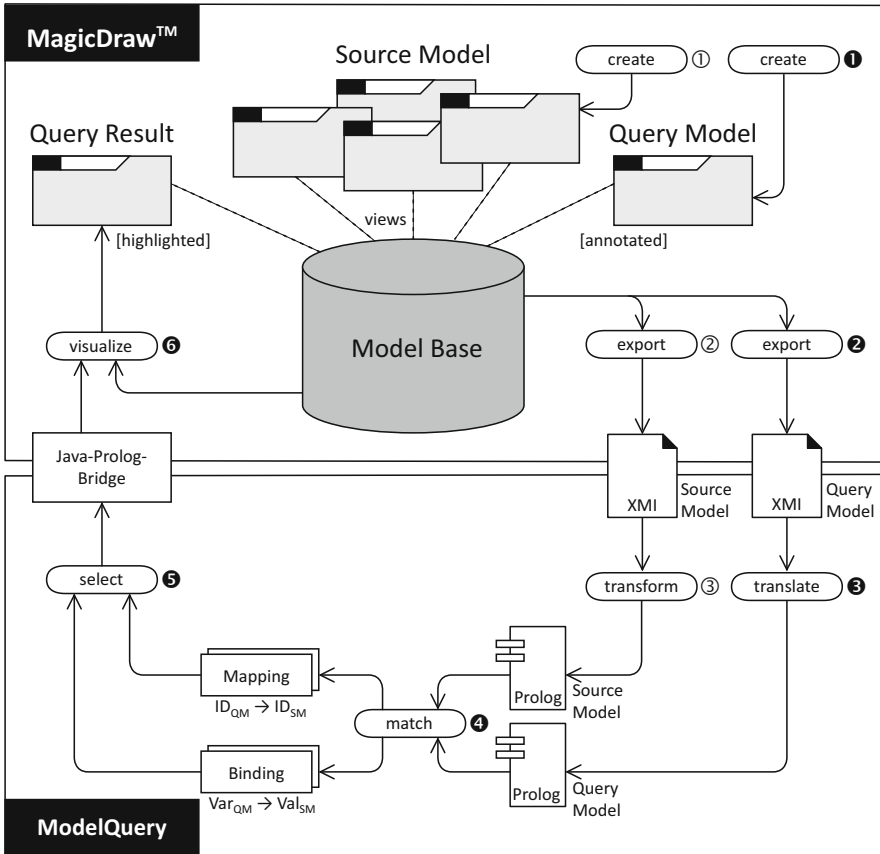 MagicDraw™
Source Model
create ①
create ❶
Query Result
Query Model
views
[highlighted]
[annotated]
Model Base
visualize ❻
export ②
export ❷
Java-Prolog-
Bridge
XMI
Source
Model
XMI
Query
Model
select ❺
transform ③
translate ❸
Mapping
ID_QM → ID_SM
Prolog
Source
Model
match ❹
Binding
Var_QM → Val_SM
Prolog
Query
Model
ModelQuery